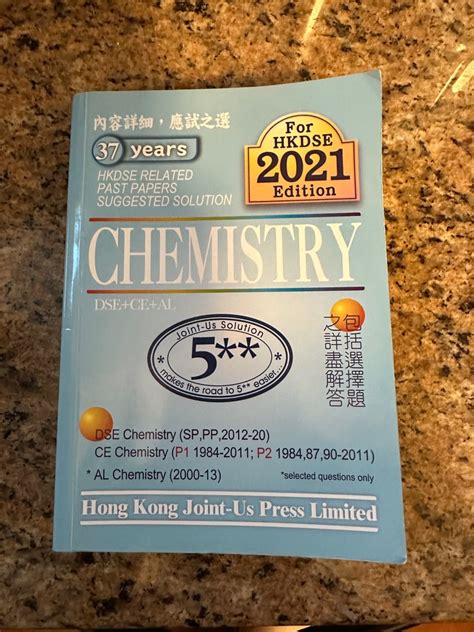 內容詳細，應試之選
37 years
HKDSE RELATED
PAST PAPERS
SUGGESTED SOLUTION
For
HKDSE
2021
Edition
CHEMISTRY
DSE+CE+AL
Joint-Us Solution
5**
makes the road to 5** easier...
包括選擇題
之詳盡解答
DSE Chemistry (SP,PP,2012-20)
CE Chemistry (P1 1984-2011; P2 1984,87,90-2011)
* AL Chemistry (2000-13)
*selected questions only
Hong Kong Joint-Us Press Limited